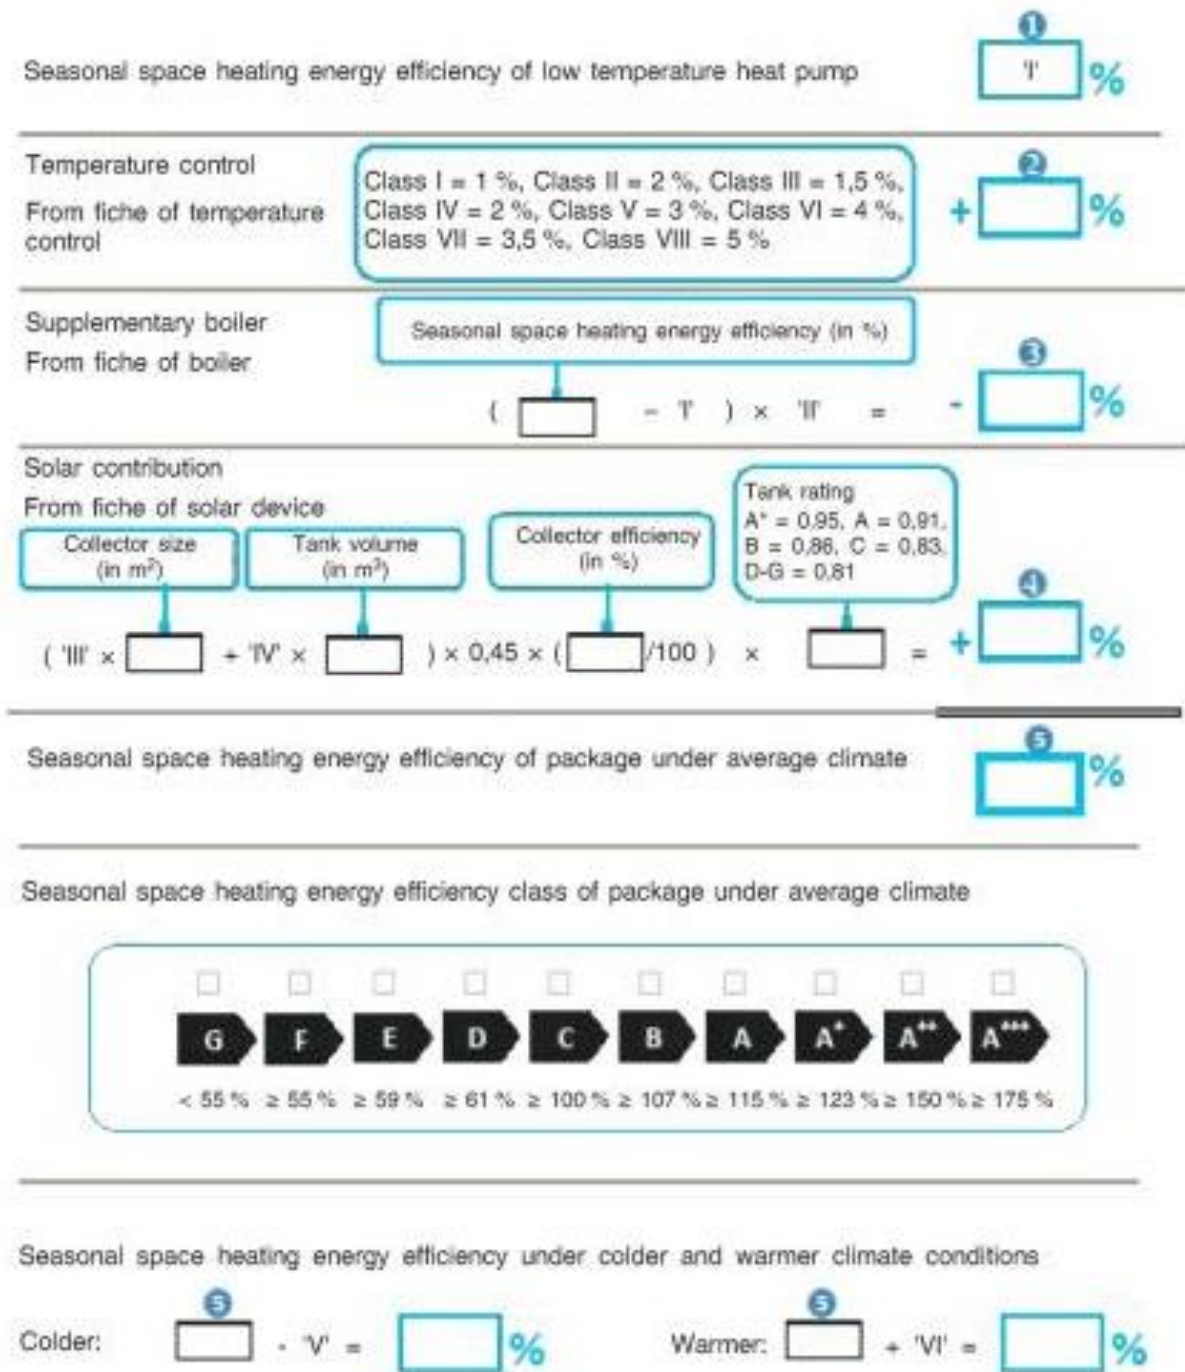 1
Seasonal space heating energy efficiency of low temperature heat pump
'I'
%
Temperature control
From fiche of temperature
control
Class I = 1 %, Class II = 2 %, Class III = 1,5 %,
Class IV = 2 %, Class V = 3 %, Class VI = 4 %,
Class VII = 3,5 %, Class VIII = 5 %
2
+ %
Supplementary boiler
From fiche of boiler
Seasonal space heating energy efficiency (in %)
3
( - 'I' ) × 'II' = - %
Solar contribution
From fiche of solar device
Collector size
(in m²)
Tank volume
(in m³)
Collector efficiency
(in %)
Tank rating
A* = 0,95, A = 0,91,
B = 0,86, C = 0,83,
D-G = 0,81
4
( 'III' × + 'IV' × ) × 0,45 × ( /100 ) × = + %
5
Seasonal space heating energy efficiency of package under average climate
%
Seasonal space heating energy efficiency class of package under average climate
G F E D C B A A⁺ A⁺⁺ A⁺⁺⁺
< 55 % ≥ 55 % ≥ 59 % ≥ 61 % ≥ 100 % ≥ 107 % ≥ 115 % ≥ 123 % ≥ 150 % ≥ 175 %
Seasonal space heating energy efficiency under colder and warmer climate conditions
5
Colder: - 'V' = %
5
Warmer: + 'VI' = %